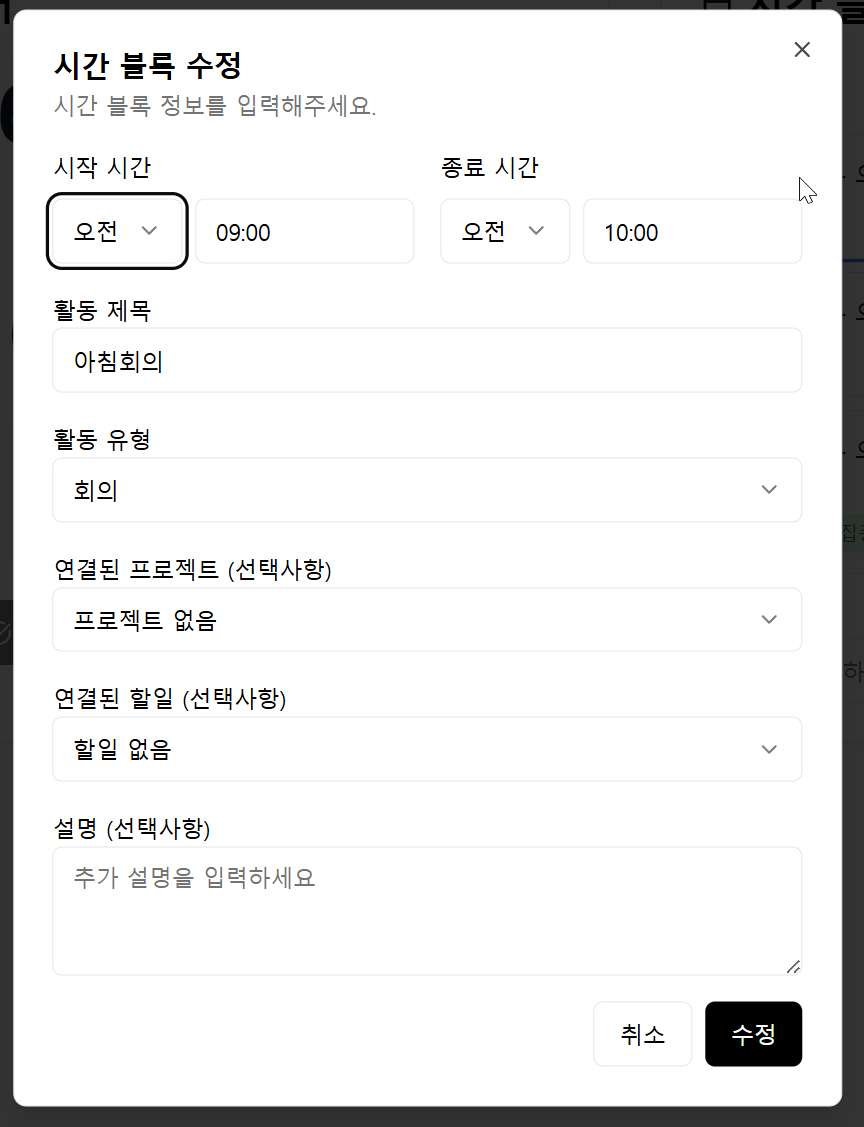 시간 블록 수정
시간 블록 정보를 입력해주세요.
시작 시간
종료 시간
오전
09:00
오전
10:00
활동 제목
아침회의
활동 유형
회의
연결된 프로젝트 (선택사항)
프로젝트 없음
연결된 할일 (선택사항)
할일 없음
설명 (선택사항)
추가 설명을 입력하세요
취소
수정